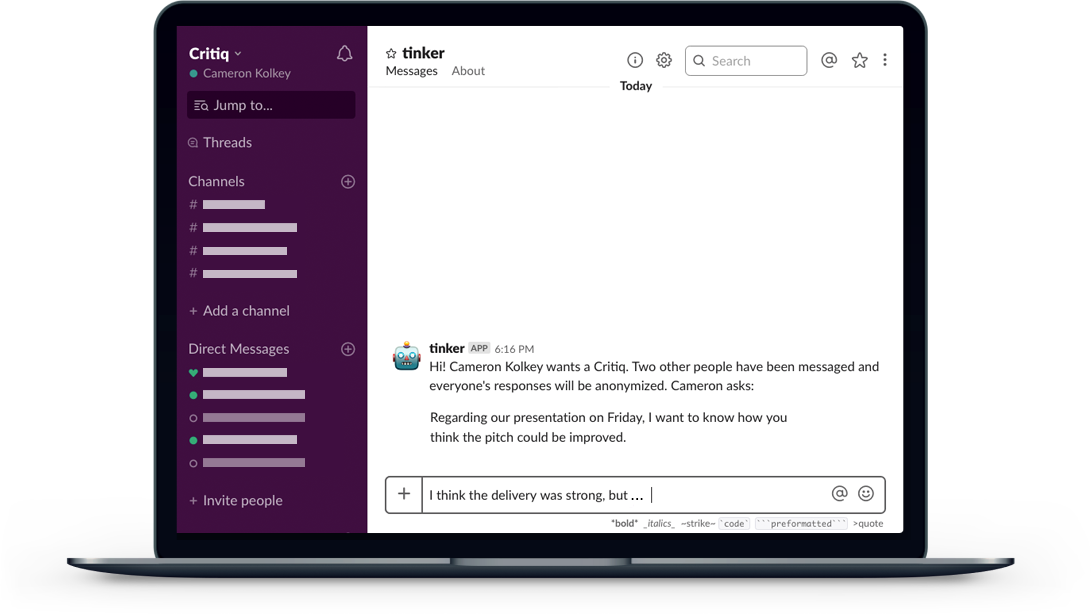 Critiq
Cameron Kolkey
Jump to...
Threads
Channels
#
#
#
#
+ Add a channel
Direct Messages
+ Invite people
tinker
Messages About
Search
Today
tinker APP 6:16 PM
Hi! Cameron Kolkey wants a Critiq. Two other people have been messaged and
everyone's responses will be anonymized. Cameron asks:
Regarding our presentation on Friday, I want to know how you
think the pitch could be improved.
I think the delivery was strong, but ...
*bold* _italics_ ~strike~ `code` ```preformatted``` >quote